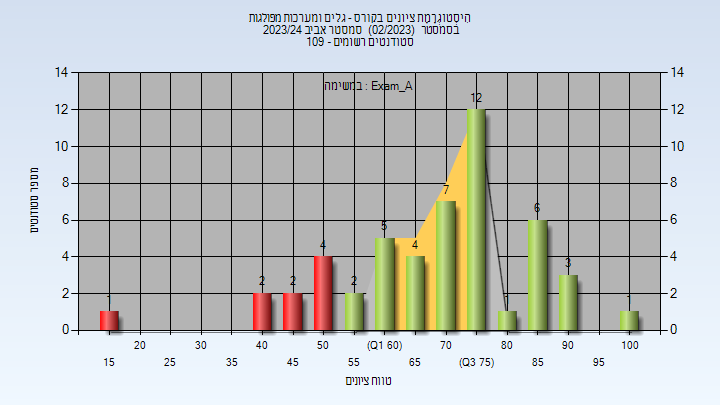 היסטוגרמת ציונים בקורס - גלים ומערכות מפולגות
בסמסטר (02/2023) סמסטר אביב 2023/24
סטודנטים רשומים - 109
במשימה : Exam_A
מספר סטודנטים
14 14
12 12
10 10
8 8
6 6
4 4
2 2
0 0
1 2 2 4 2 5 4 7 12 1 6 3 1
20 30 40 50 (Q1 60) 70 80 90 100
15 25 35 45 55 65 (Q3 75) 85 95
טווח ציונים